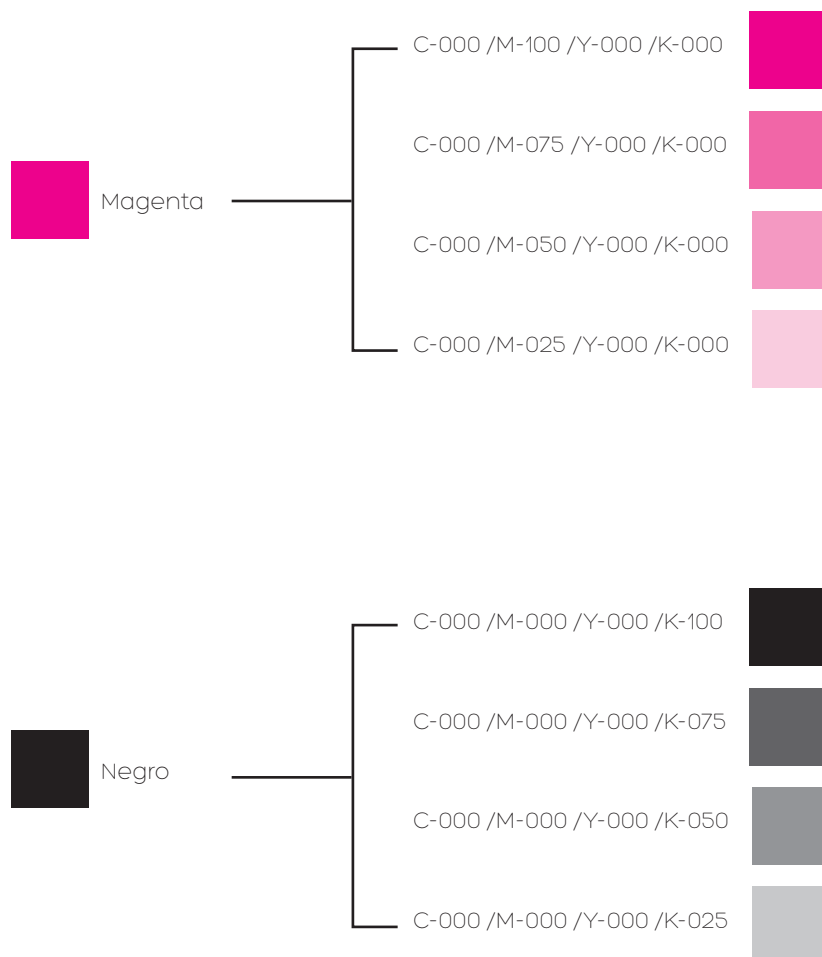 C-000 /M-100 /Y-000 /K-000
C-000 /M-075 /Y-000 /K-000
Magenta
C-000 /M-050 /Y-000 /K-000
C-000 /M-025 /Y-000 /K-000
C-000 /M-000 /Y-000 /K-100
C-000 /M-000 /Y-000 /K-075
Negro
C-000 /M-000 /Y-000 /K-050
C-000 /M-000 /Y-000 /K-025